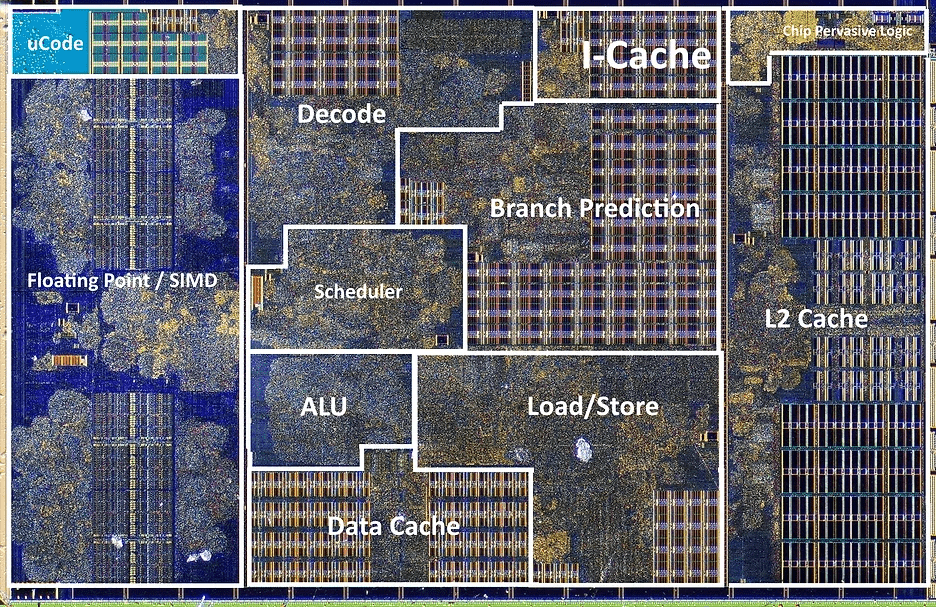 uCode
Decode
I-Cache
Chip Pervasive Logic
Branch Prediction
Floating Point / SIMD
Scheduler
L2 Cache
ALU
Load/Store
Data Cache